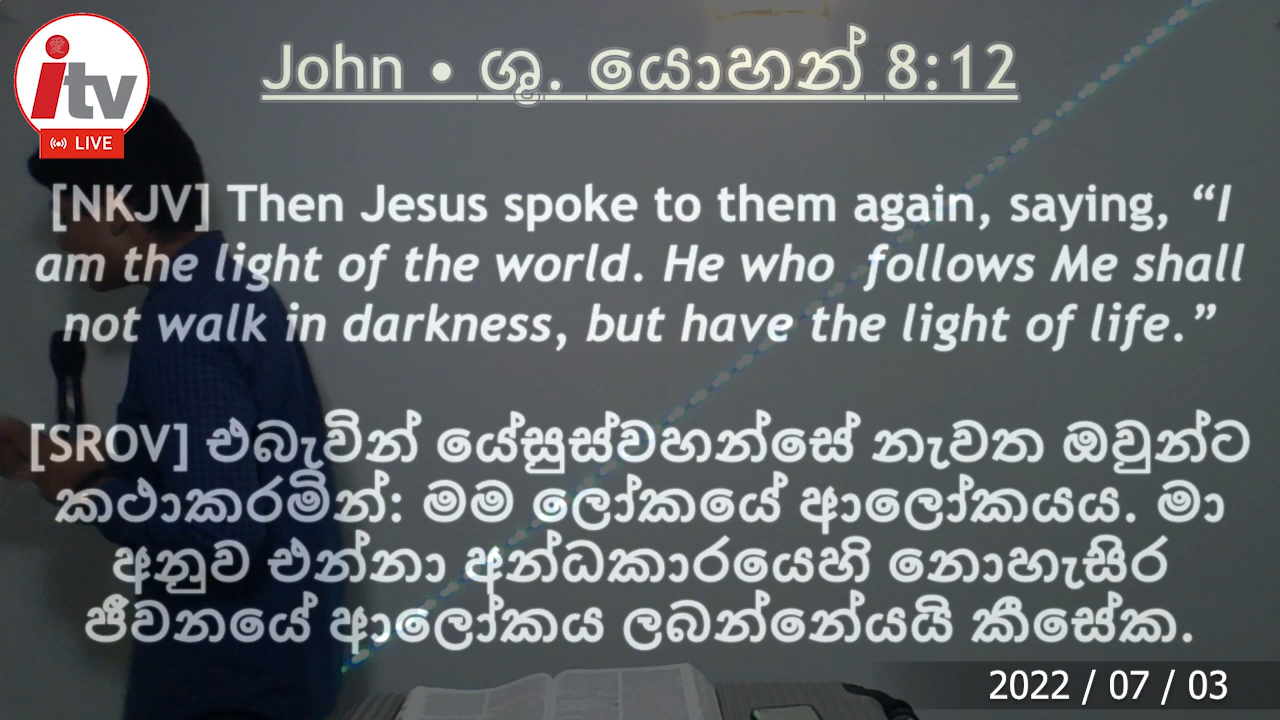 itv
LIVE
John • ශු. යොහන් 8:12
[NKJV] Then Jesus spoke to them again, saying, “I
am the light of the world. He who follows Me shall
not walk in darkness, but have the light of life.”
[SROV] එබැවින් යේසුස්වහන්සේ නැවත ඔවුන්ට
කථාකරමින්: මම ලෝකයේ ආලෝකයය. මා
අනුව එන්නා අන්ධකාරයෙහි නොහැසිර
ජීවනයේ ආලෝකය ලබන්නේයයි කීසේක.
2022 / 07 / 03